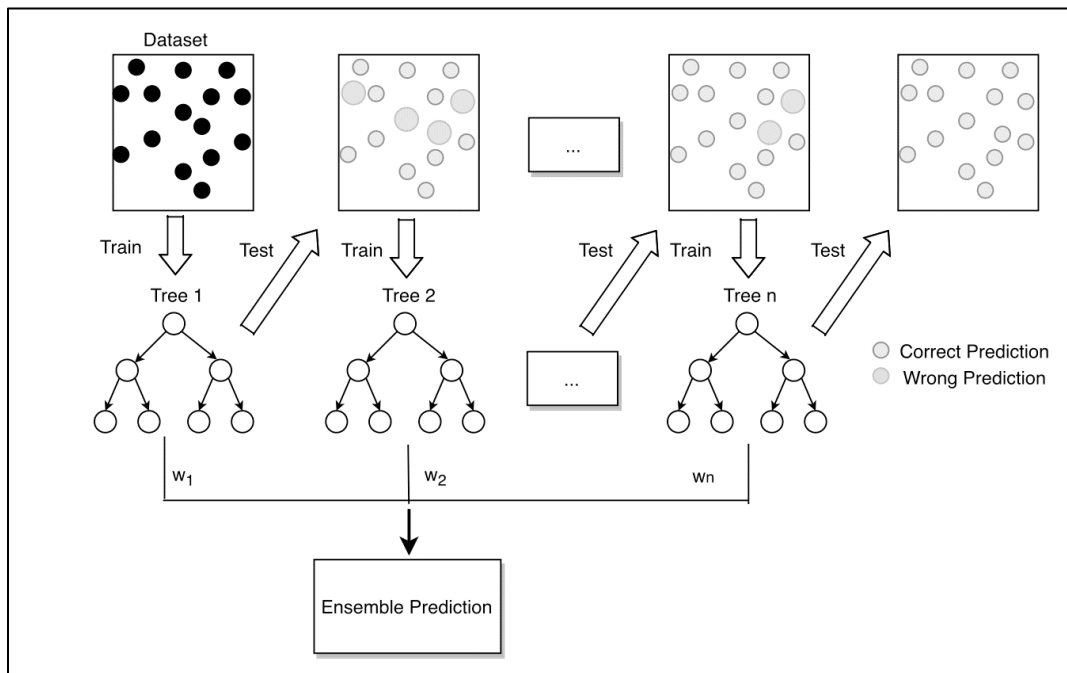 Dataset
...
Train
Test
Train
Test
Train
Test
Tree 1
Tree 2
Tree n
...
Correct Prediction
Wrong Prediction
w1
w2
wn
Ensemble Prediction